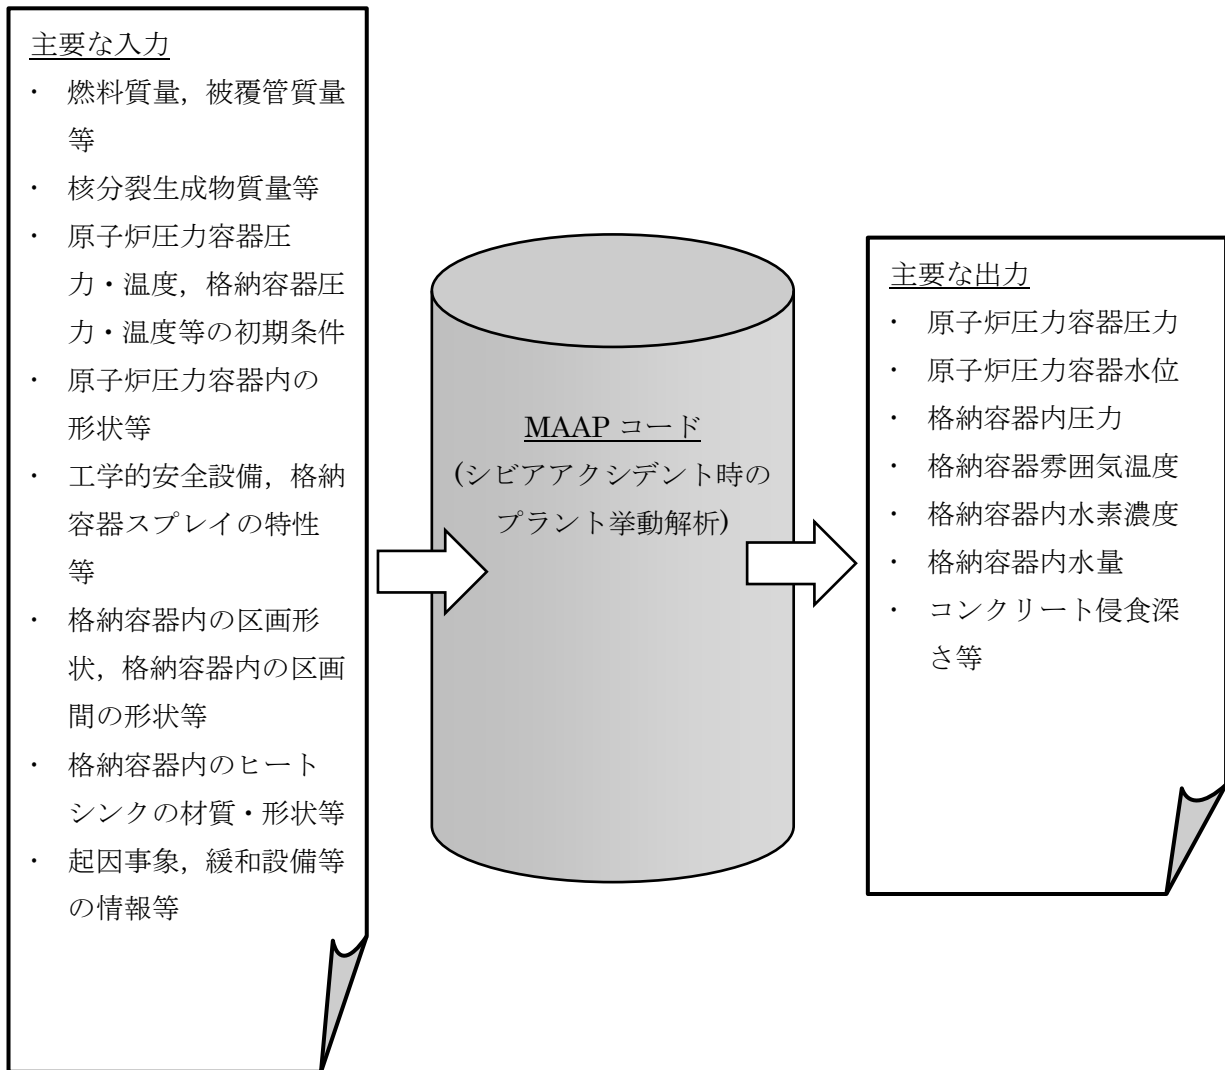 主要な入力
・ 燃料質量，被覆管質量
等
・ 核分裂生成物質量等
・ 原子炉圧力容器圧
力・温度，格納容器圧
力・温度等の初期条件
・ 原子炉圧力容器内の
形状等
・ 工学的安全設備，格納
容器スプレイの特性
等
・ 格納容器内の区画形
状，格納容器内の区画
間の形状等
・ 格納容器内のヒート
シンクの材質・形状等
・ 起因事象，緩和設備等
の情報等
MAAP コード
(シビアアクシデント時の
プラント挙動解析)
主要な出力
・ 原子炉圧力容器圧力
・ 原子炉圧力容器水位
・ 格納容器内圧力
・ 格納容器雰囲気温度
・ 格納容器内水素濃度
・ 格納容器内水量
・ コンクリート侵食深
さ等